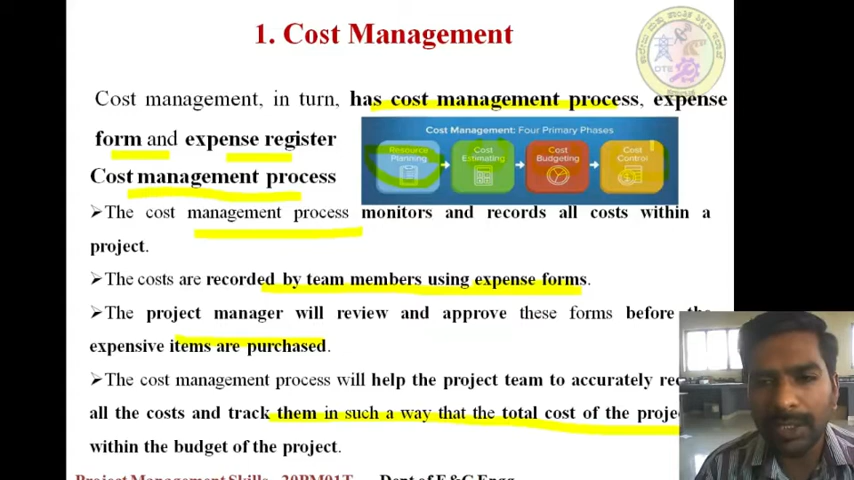 1. Cost Management
Cost management, in turn, has cost management process, expense
form and expense register
Cost Management: Four Primary Phases
Resource Planning
Cost Estimating
Cost Budgeting
Cost Control
Cost management process
➢The cost management process monitors and records all costs within a
project.
➢The costs are recorded by team members using expense forms.
➢The project manager will review and approve these forms before the
expensive items are purchased.
➢The cost management process will help the project team to accurately
all the costs and track them in such a way that the total cost of the
within the budget of the project.
Project Management Skills - 20PM01T
Dept of E&C Engg
DTE